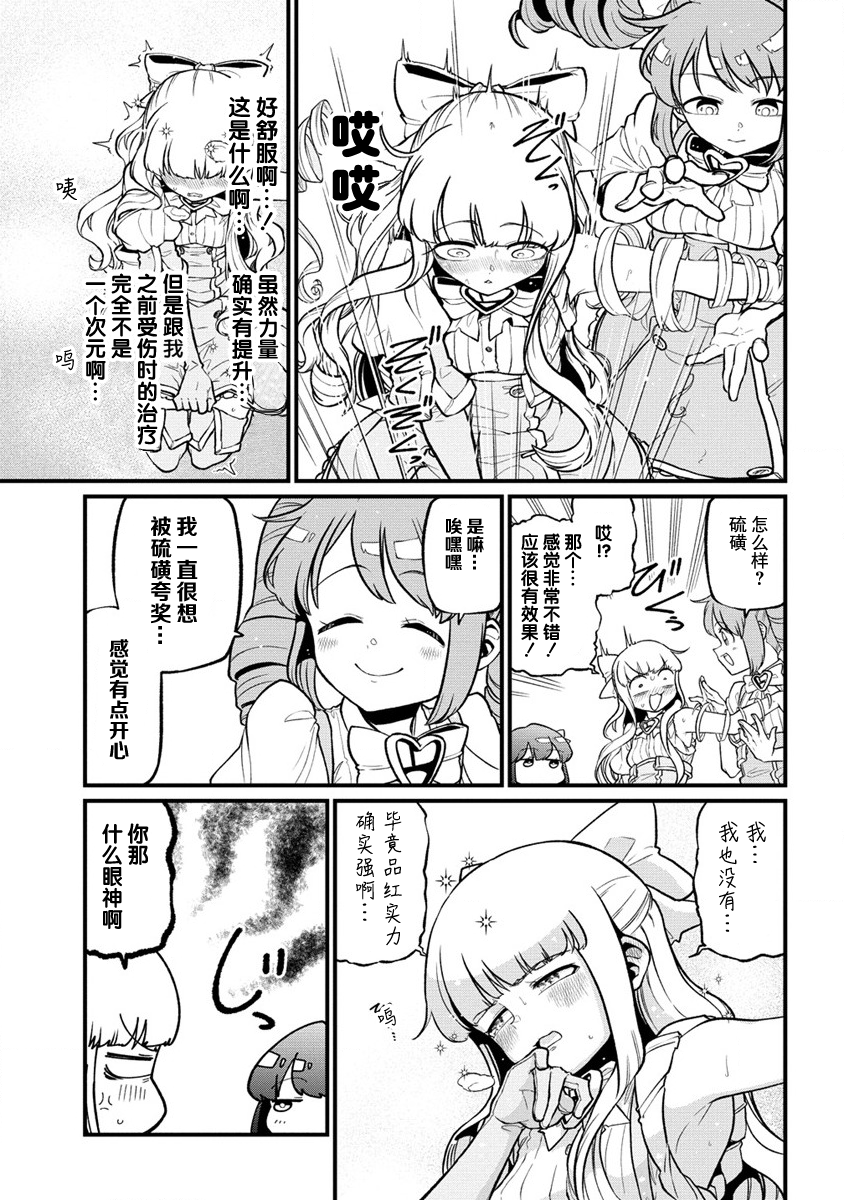 哎
哎
好舒服啊…！
这是什么啊…
虽然力量
确实有提升…
但是跟我
之前受伤时的治疗
完全不是
一个次元啊…
咦
呜
怎么样？
硫磺
哎!?
那个…
感觉非常不错！
应该很有效果！
是嘛…
唉嘿嘿
我一直很想
被硫磺夸奖…
感觉有点开心
我…
我也没有…
毕竟品红实力
确实强啊…
呜…
你那
什么眼神啊